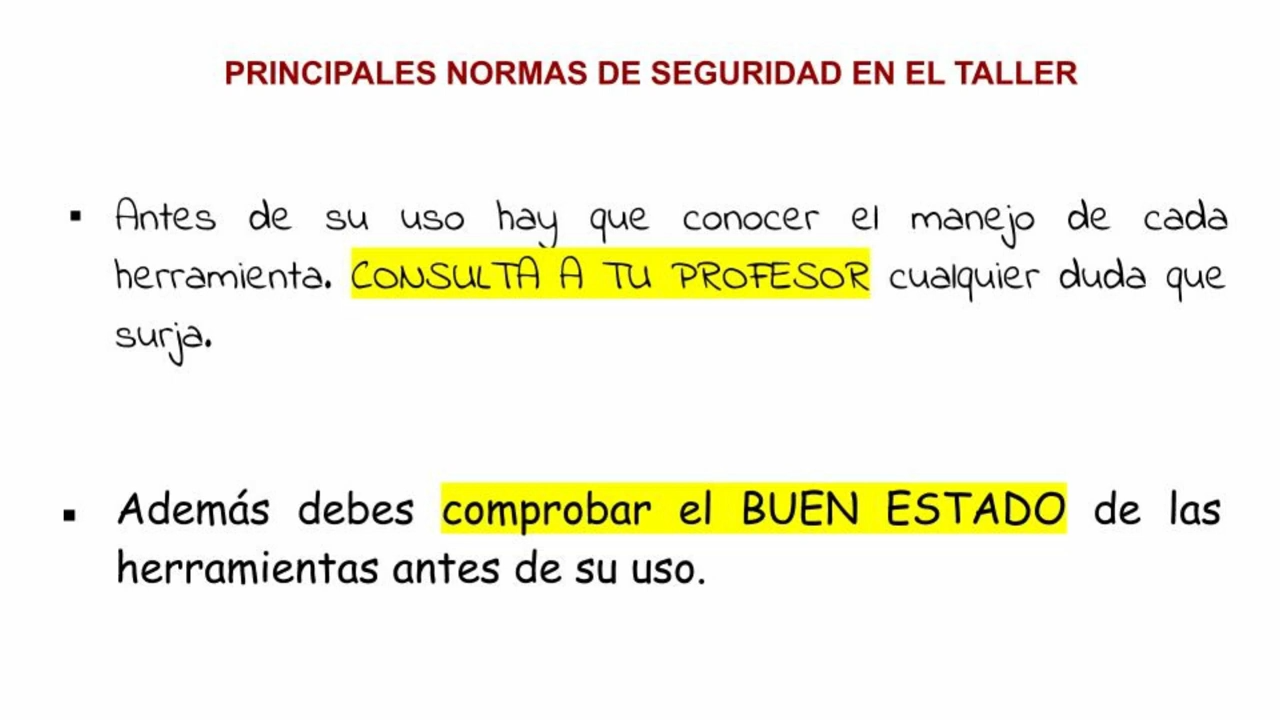 PRINCIPALES NORMAS DE SEGURIDAD EN EL TALLER
▪ Antes de su uso hay que conocer el manejo de cada
herramienta. CONSULTA A TU PROFESOR cualquier duda que
surja.
▪ Además debes comprobar el BUEN ESTADO de las
herramientas antes de su uso.